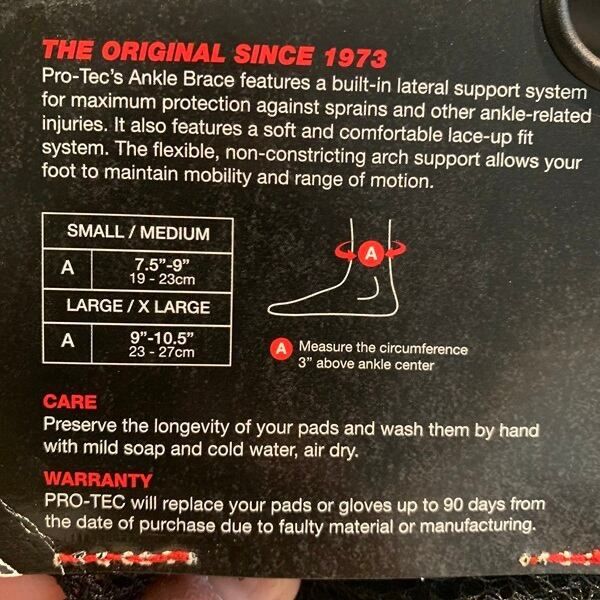 THE ORIGINAL SINCE 1973
Pro-Tec's Ankle Brace features a built-in lateral support system
for maximum protection against sprains and other ankle-related
injuries. It also features a soft and comfortable lace-up fit
system. The flexible, non-constricting arch support allows your
foot to maintain mobility and range of motion.
SMALL / MEDIUM
A 7.5”-9”
19 - 23cm
LARGE / X LARGE
A 9”-10.5”
23 - 27cm
A
A Measure the circumference
3” above ankle center
CARE
Preserve the longevity of your pads and wash them by hand
with mild soap and cold water, air dry.
WARRANTY
PRO-TEC will replace your pads or gloves up to 90 days from
the date of purchase due to faulty material or manufacturing.